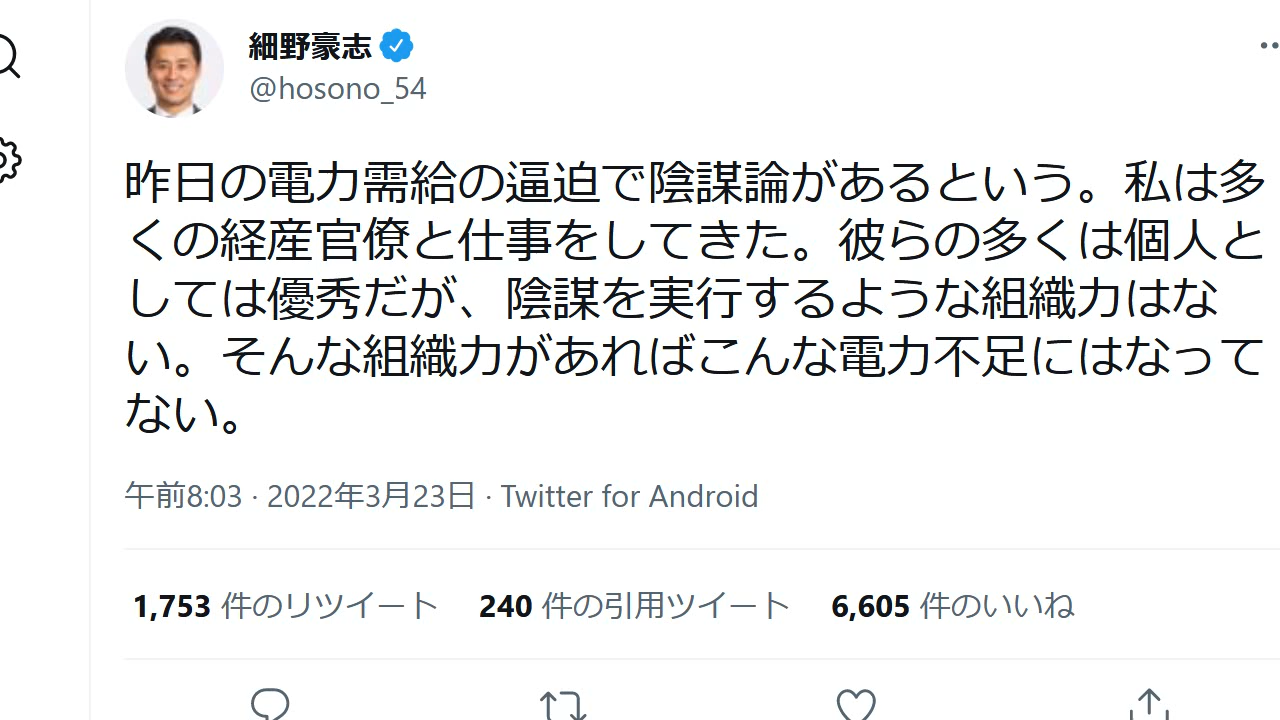 細野豪志
@hosono_54
昨日の電力需給の逼迫で陰謀論があるという。私は多
くの経産官僚と仕事をしてきた。彼らの多くは個人と
しては優秀だが、陰謀を実行するような組織力はな
い。そんな組織力があればこんな電力不足にはなって
ない。
午前8:03 · 2022年3月23日 · Twitter for Android
1,753 件のリツイート 240 件の引用ツイート 6,605 件のいいね